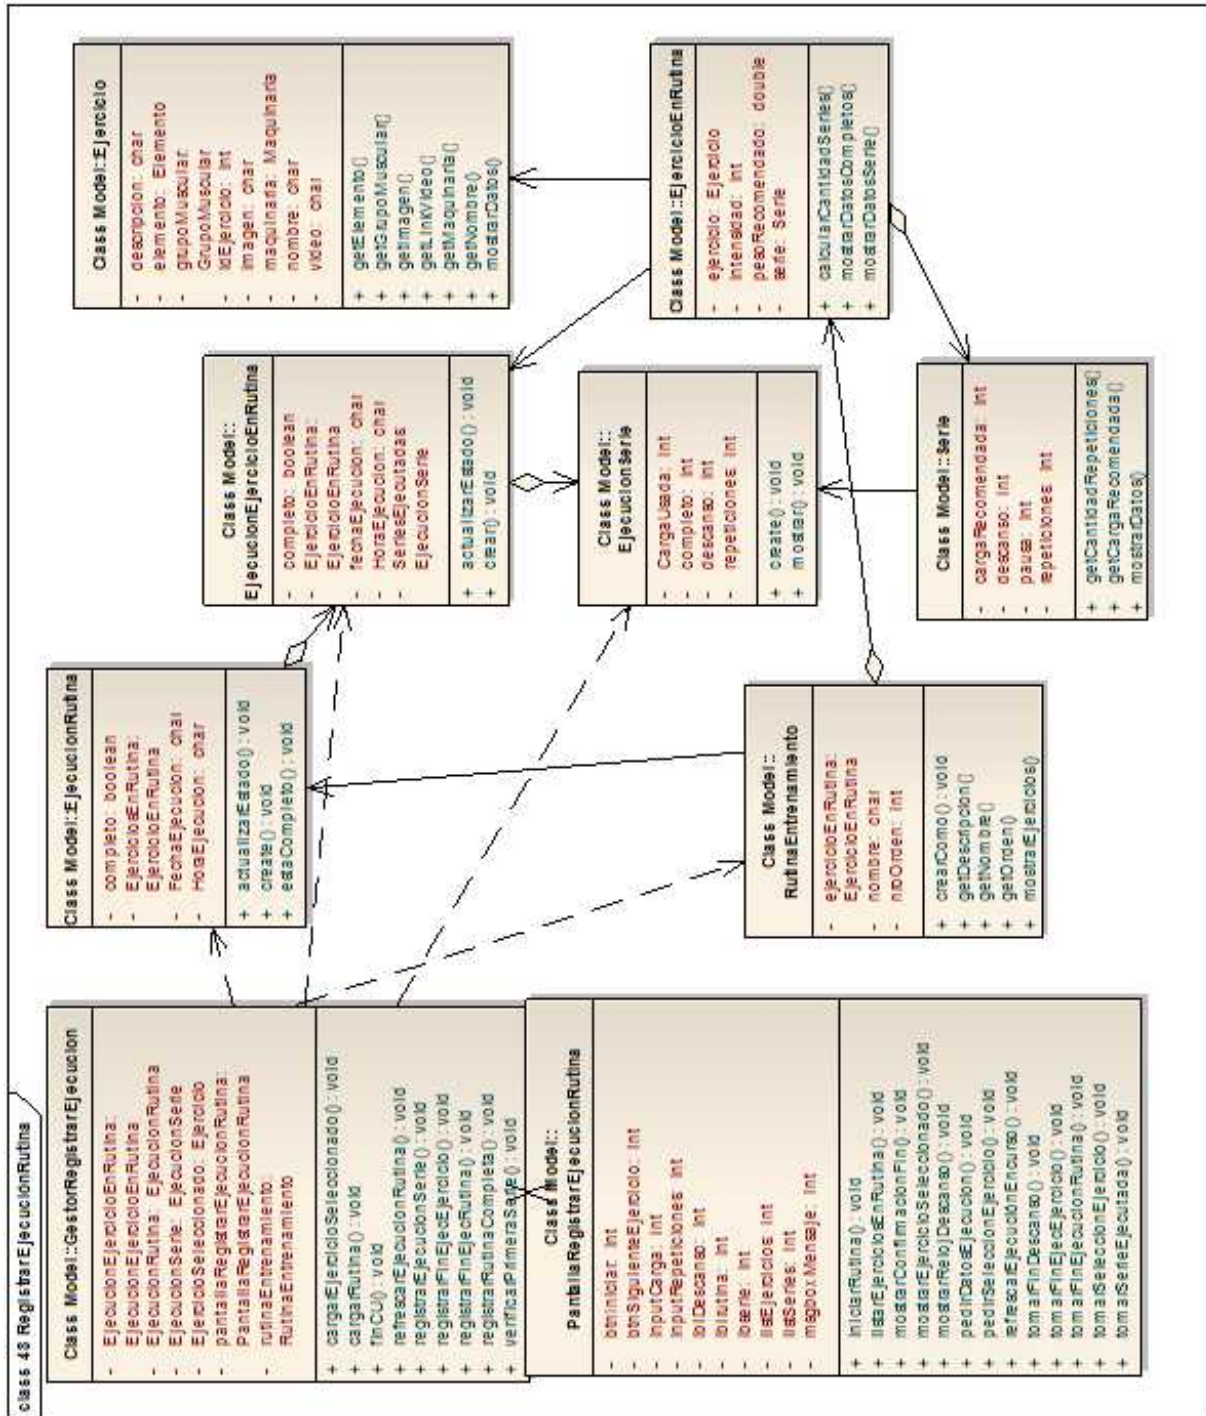 class 48 RegistrarEjecucionRutina
Class Model::GestorRegistrarEjecucion
- EjecucionEjercicioEnRutina:
EjecucionEjercicioEnRutina
- EjecucionRutina: EjecucionRutina
- EjecucionSerie: EjecucionSerie
- EjercicioSeleccionado: Ejercicio
- pantallaRegistrarEjecucionRutina:
PantallaRegistrarEjecucionRutina
- rutinaEntrenamiento:
RutinaEntrenamiento
+ cargarEjercicioSeleccionado() : void
+ cargarRutina() : void
+ finCU() : void
+ refrescarEjecucionRutina() : void
+ registrarEjecucionSerie() : void
+ registrarFinEjecEjercicio() : void
+ registrarFinEjecRutina() : void
+ registrarRutinaCompleta() : void
+ verificaPrimeraSerie() : void
Class Model::EjecucionRutina
- completo: boolean
- EjerciciosEnRutina:
EjercicioEnRutina
- FechaEjecucion: char
- HoraEjecucion: char
+ actualizarEstado() : void
+ create() : void
+ estaCompleto() : void
Class Model::
EjecucionEjercicioEnRutina
- completo: boolean
- EjercicioEnRutina:
EjercicioEnRutina
- fechaEjecucion: char
- HoraEjecucion: char
- SeriesEjecutadas:
EjecucionSerie
+ actualizarEstado() : void
+ crear() : void
Class Model::Ejercicio
- descripcion: char
- elemento: Elemento
- grupoMuscular:
GrupoMuscular
- idEjercicio: int
- imagen: char
- maquinaria: Maquinaria
- nombre: char
- video: char
+ getElemento()
+ getGrupoMuscular()
+ getImagen()
+ getLinkVideo()
+ getMaquinaria()
+ getNombre()
+ mostrarDatos()
Class Model::
PantallaRegistrarEjecucionRutina
- btnIniciar: int
- btnSiguienteEjercicio: int
- inputCarga: int
- inputRepeticiones: int
- lblDescanso: int
- lblrutina: int
- lbserie: int
- listEjercicios: int
- listSeries: int
- msgboxMensaje: int
+ iniciarRutina() : void
+ listarEjerciciosEnRutina() : void
+ mostrarConfirmacionFin() : void
+ mostrarEjercicioSeleccionado() : void
+ mostrarRelojDescanso() : void
+ pedirDatosEjecucion() : void
+ pedirSeleccionEjercicio() : void
+ refrescarEjecucionEncurso() : void
+ tomarFinDescanso() : void
+ tomarFinEjecEjercicio() : void
+ tomarFinEjecucionRutina() : void
+ tomarSeleccionEjercicio() : void
+ tomarSerieEjecutada() : void
Class Model::
RutinaEntrenamiento
- ejercicioEnRutina:
EjercicioEnRutina
- nombre: char
- nroOrden: int
+ crearComo() : void
+ getDescripcion()
+ getNombre()
+ getOrden()
+ mostrarEjercicios()
Class Model::
EjecucionSerie
- CargaUsada: int
- completo: int
- descanso: int
- repeticiones: int
+ create() : void
+ mostrar() : void
Class Model::Serie
- cargaRecomendada: int
- descanso: int
- pausa: int
- repeticiones: int
+ getCantidadRepeticiones()
+ getCargaRecomendada()
+ mostrarDatos()
Class Model::EjercicioEnRutina
- ejercicio: Ejercicio
- intensidad: int
- pesoRecomendado: double
- serie: Serie
+ calcularCantidadSeries()
+ mostrarDatosCompletos()
+ mostrarDatosSerie()